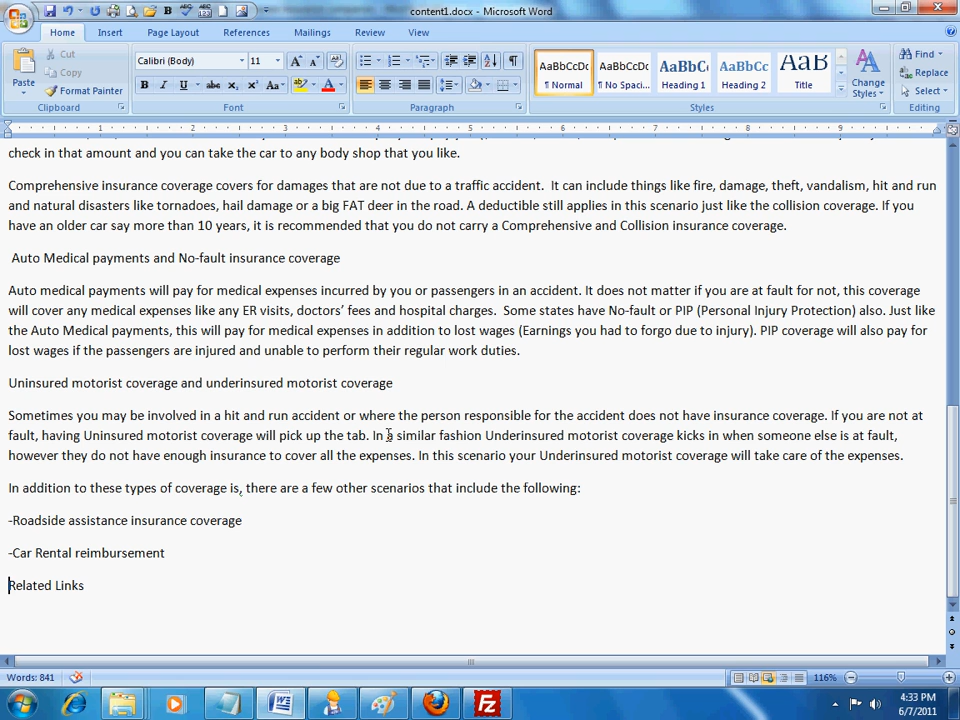 content1.docx - Microsoft Word
Home Insert Page Layout References Mailings Review View
Cut
Copy
Format Painter
Paste
Calibri (Body) 11
AaBbCcDc AaBbCcDc AaBbC AaBbCc AaB
¶ Normal ¶ No Spaci... Heading 1 Heading 2 Title
Change
Styles
Find
Replace
Select
Clipboard Font Paragraph Styles Editing
1 2 3 4 5 6 7 8 9
check in that amount and you can take the car to any body shop that you like.
Comprehensive insurance coverage covers for damages that are not due to a traffic accident.  It can include things like fire, damage, theft, vandalism, hit and run
and natural disasters like tornadoes, hail damage or a big FAT deer in the road. A deductible still applies in this scenario just like the collision coverage. If you
have an older car say more than 10 years, it is recommended that you do not carry a Comprehensive and Collision insurance coverage.
Auto Medical payments and No-fault insurance coverage
Auto medical payments will pay for medical expenses incurred by you or passengers in an accident. It does not matter if you are at fault for not, this coverage
will cover any medical expenses like any ER visits, doctors’ fees and hospital charges.  Some states have No-fault or PIP (Personal Injury Protection) also. Just like
the Auto Medical payments, this will pay for medical expenses in addition to lost wages (Earnings you had to forgo due to injury). PIP coverage will also pay for
lost wages if the passengers are injured and unable to perform their regular work duties.
Uninsured motorist coverage and underinsured motorist coverage
Sometimes you may be involved in a hit and run accident or where the person responsible for the accident does not have insurance coverage. If you are not at
fault, having Uninsured motorist coverage will pick up the tab. In a similar fashion Underinsured motorist coverage kicks in when someone else is at fault,
however they do not have enough insurance to cover all the expenses. In this scenario your Underinsured motorist coverage will take care of the expenses.
In addition to these types of coverage is, there are a few other scenarios that include the following:
-Roadside assistance insurance coverage
-Car Rental reimbursement
Related Links
Words: 841
116%
4:33 PM
6/7/2011